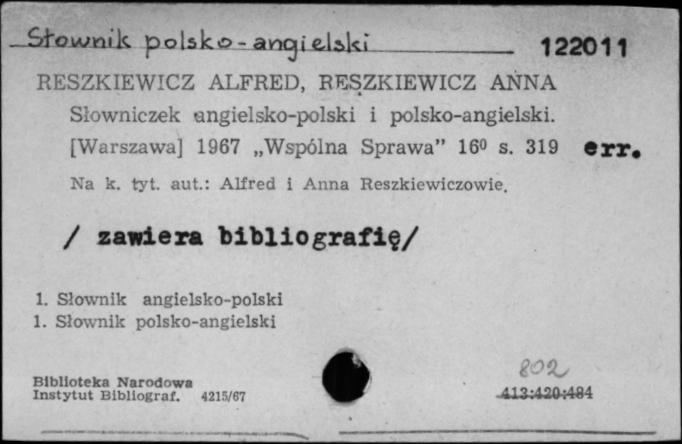 Słownik polsko-angielski 122011
RESZKIEWICZ ALFRED, RESZKIEWICZ ANNA
Słowniczek angielsko-polski i polsko-angielski.
[Warszawa] 1967 „Wspólna Sprawa” 16⁰ s. 319 err.
Na k. tyt. aut.: Alfred i Anna Reszkiewiczowie.
/ zawiera bibliografię/
1. Słownik angielsko-polski
1. Słownik polsko-angielski
802
Biblioteka Narodowa
Instytut Bibliograf. 4215/67 413:420:484